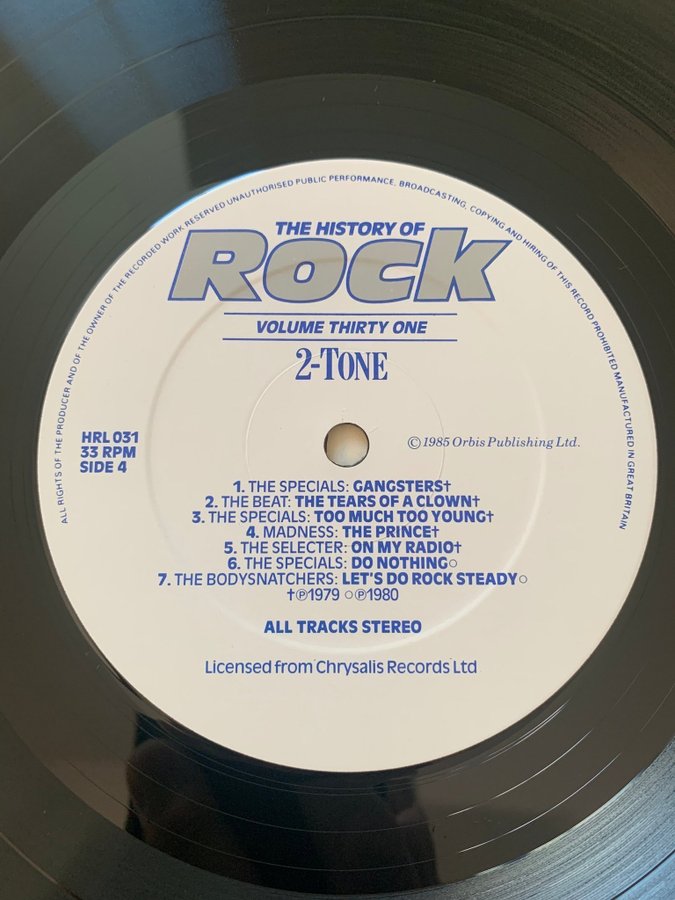 ALL RIGHTS OF THE PRODUCER AND OF THE OWNER OF THE RECORDED WORK RESERVED UNAUTHORISED PUBLIC PERFORMANCE, BROADCASTING, COPYING AND HIRING OF THIS RECORD PROHIBITED MANUFACTURED IN GREAT BRITAIN
THE HISTORY OF
ROCK
VOLUME THIRTY ONE
2-TONE
HRL 031
33 RPM
SIDE 4
©1985 Orbis Publishing Ltd.
1. THE SPECIALS: GANGSTERS†
2. THE BEAT: THE TEARS OF A CLOWN†
3. THE SPECIALS: TOO MUCH TOO YOUNG†
4. MADNESS: THE PRINCE†
5. THE SELECTER: ON MY RADIO†
6. THE SPECIALS: DO NOTHING○
7. THE BODYSNATCHERS: LET'S DO ROCK STEADY○
†℗1979 ○℗1980
ALL TRACKS STEREO
Licensed from Chrysalis Records Ltd